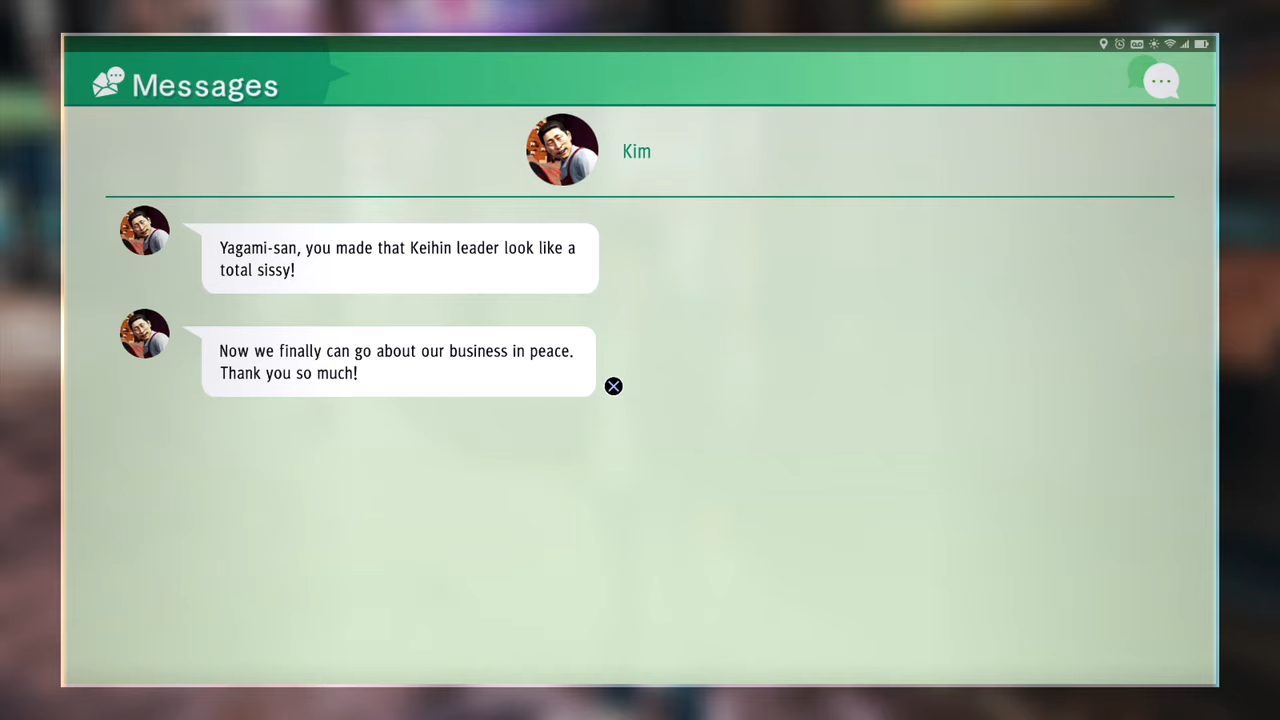 Messages
Kim
Yagami-san, you made that Keihin leader look like a
total sissy!
Now we finally can go about our business in peace.
Thank you so much!